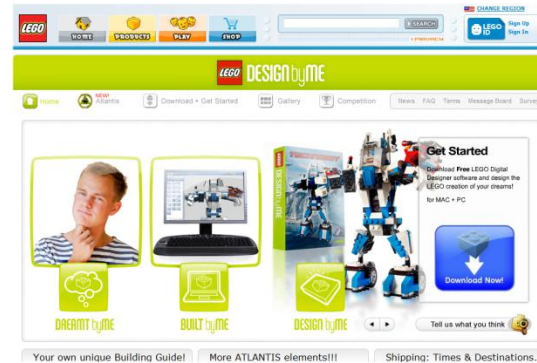 CHANGE REGION
LEGO
HOME
PRODUCTS
PLAY
SHOP
SEARCH
LEGO ID
Sign Up
Sign In
LEGO DESIGN byME
Home
NEW!
Atlantis
Download + Get Started
Gallery
Competition
News FAQ Terms Message Board Survey
Get Started
Download Free LEGO Digital
Designer software and design the
LEGO creation of your dreams!
for MAC + PC
Download Now!
DREAMT byME
BUILT byME
DESIGN byME
Tell us what you think
Your own unique Building Guide!
More ATLANTIS elements!!!
Shipping: Times & Destinations.